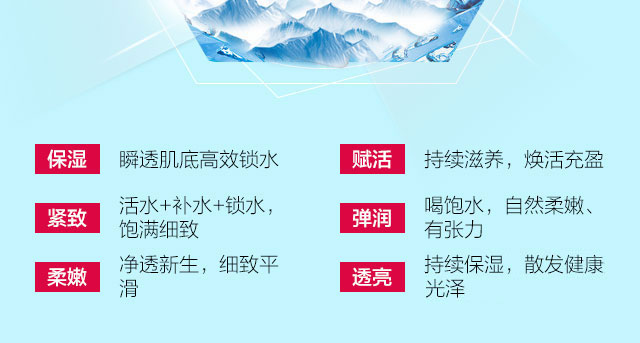 保湿 瞬透肌底高效锁水
赋活 持续滋养，焕活充盈
紧致 活水+补水+锁水，
饱满细致
弹润 喝饱水，自然柔嫩、
有张力
柔嫩 净透新生，细致平
滑
透亮 持续保湿，散发健康
光泽